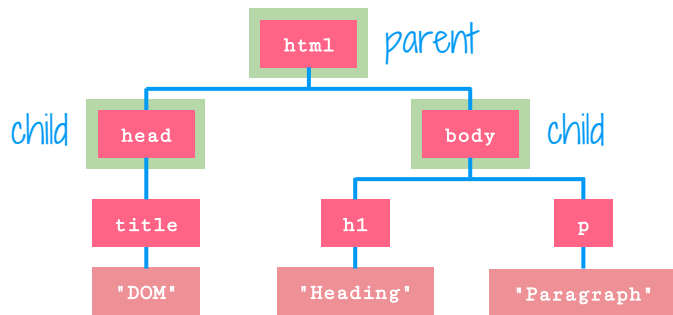 html
parent
child
head
body
child
title
h1
p
"DOM"
"Heading"
"Paragraph"